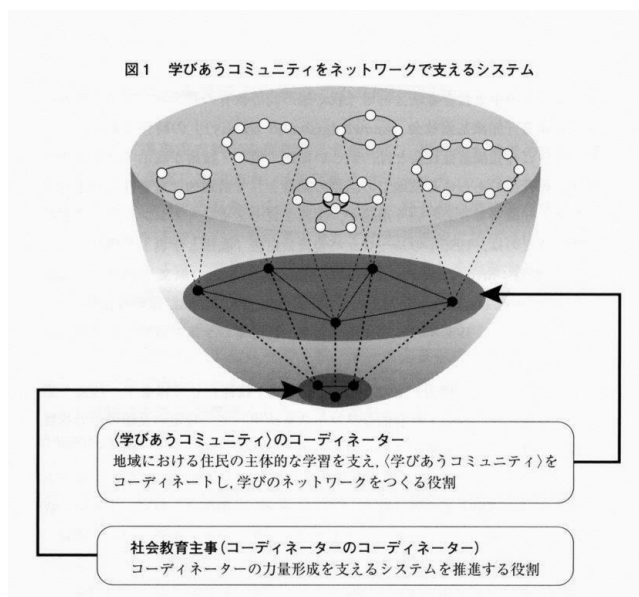 図1 学びあうコミュニティをネットワークで支えるシステム
〈学びあうコミュニティ〉のコーディネーター
地域における住民の主体的な学習を支え,〈学びあうコミュニティ〉を
コーディネートし,学びのネットワークをつくる役割
社会教育主事(コーディネーターのコーディネーター)
コーディネーターの力量形成を支えるシステムを推進する役割